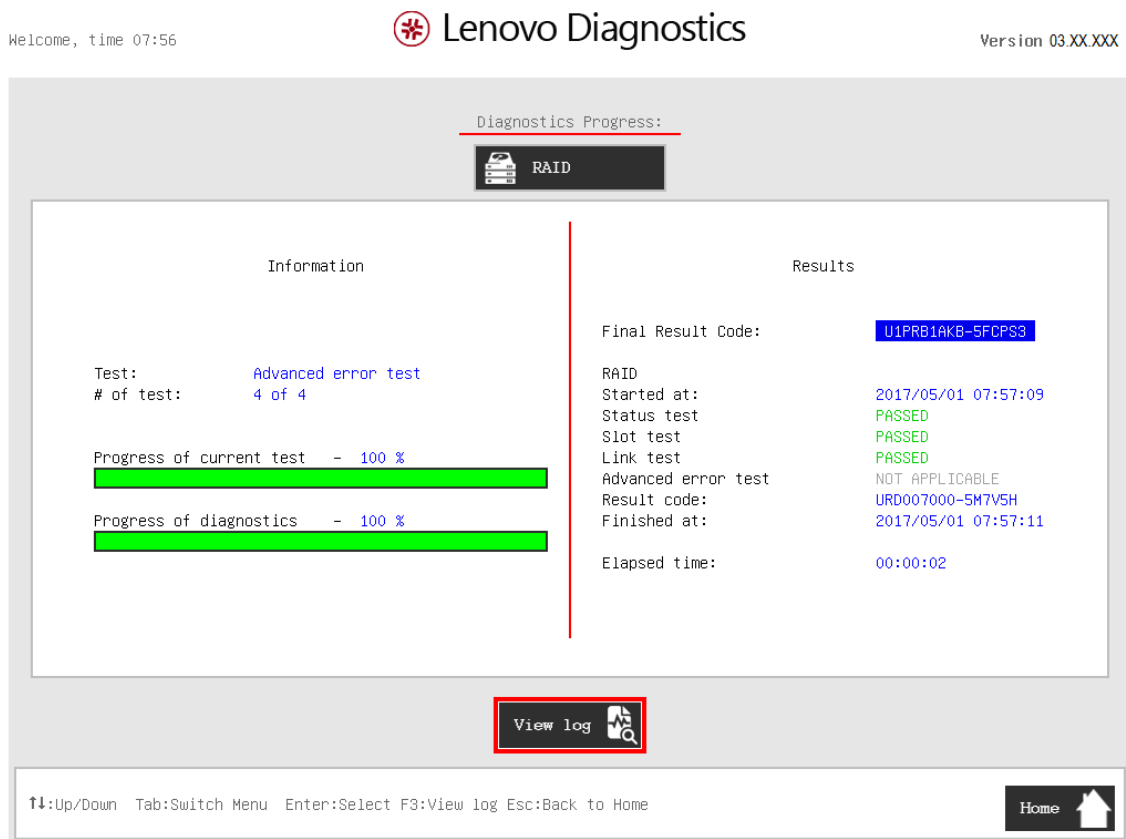 Welcome, time 07:56
Lenovo Diagnostics
Version 03.XX.XXX
Diagnostics Progress:
RAID
Information
Test: Advanced error test
# of test: 4 of 4
Progress of current test - 100 %
Progress of diagnostics - 100 %
Results
Final Result Code: U1PRB1AKB-5FCPS3
RAID
Started at: 2017/05/01 07:57:09
Status test PASSED
Slot test PASSED
Link test PASSED
Advanced error test NOT APPLICABLE
Result code: URD007000-5M7V5H
Finished at: 2017/05/01 07:57:11
Elapsed time: 00:00:02
View log
↑↓:Up/Down Tab:Switch Menu Enter:Select F3:View log Esc:Back to Home
Home